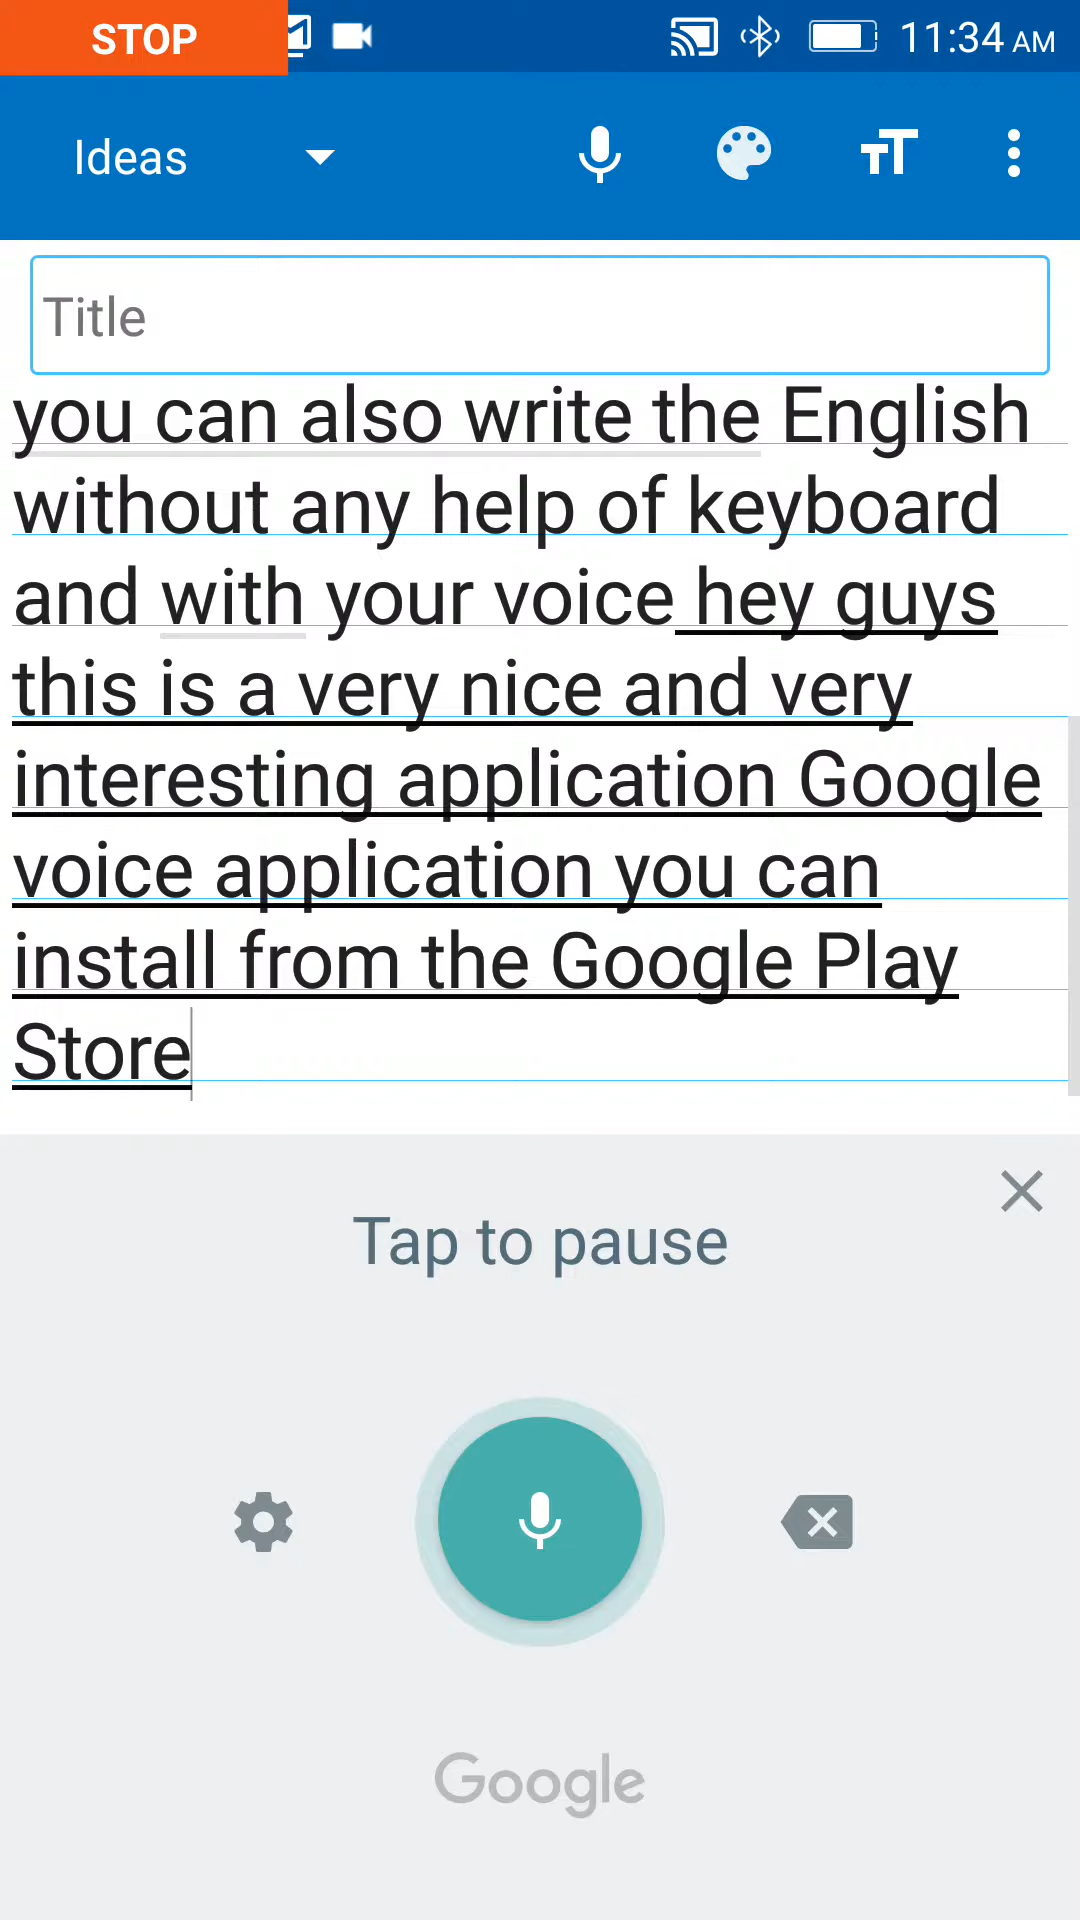 STOP
11:34 AM
Ideas
Title
you can also write the English
without any help of keyboard
and with your voice hey guys
this is a very nice and very
interesting application Google
voice application you can
install from the Google Play
Store
Tap to pause
Google